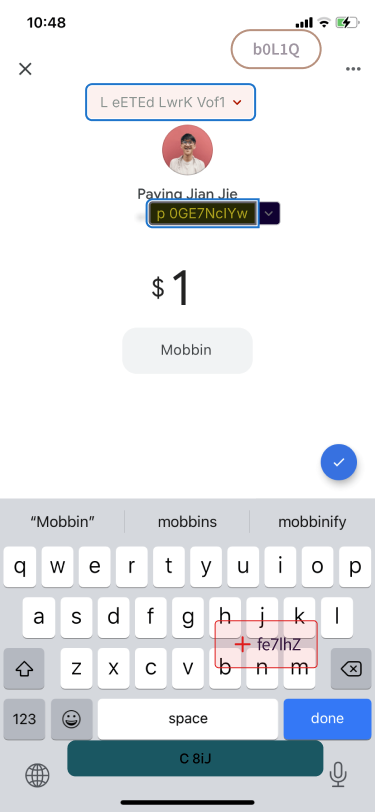 10:48
b0L1Q
L eETEd LwrK Vof1
Paying Jian Jie
p 0GE7NcIYw
$1
Mobbin
“Mobbin” mobbins mobbinify
q w e r t y u i o p
a s d f g h j k l
+ fe7lhZ
z x c v b n m
123 space done
C 8iJ